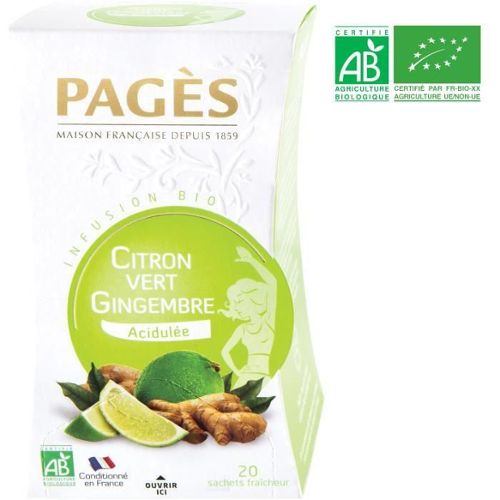 PAGÈS
MAISON FRANÇAISE DEPUIS 1859
INFUSION BIO
CITRON
VERT
GINGEMBRE
Acidulée
AB
Conditionné
en France
OUVRIR
ICI
20
sachets fraîcheur
CERTIFIÉ
AB
AGRICULTURE
BIOLOGIQUE
CERTIFIÉ PAR FR-BIO-XX
AGRICULTURE UE/NON-UE